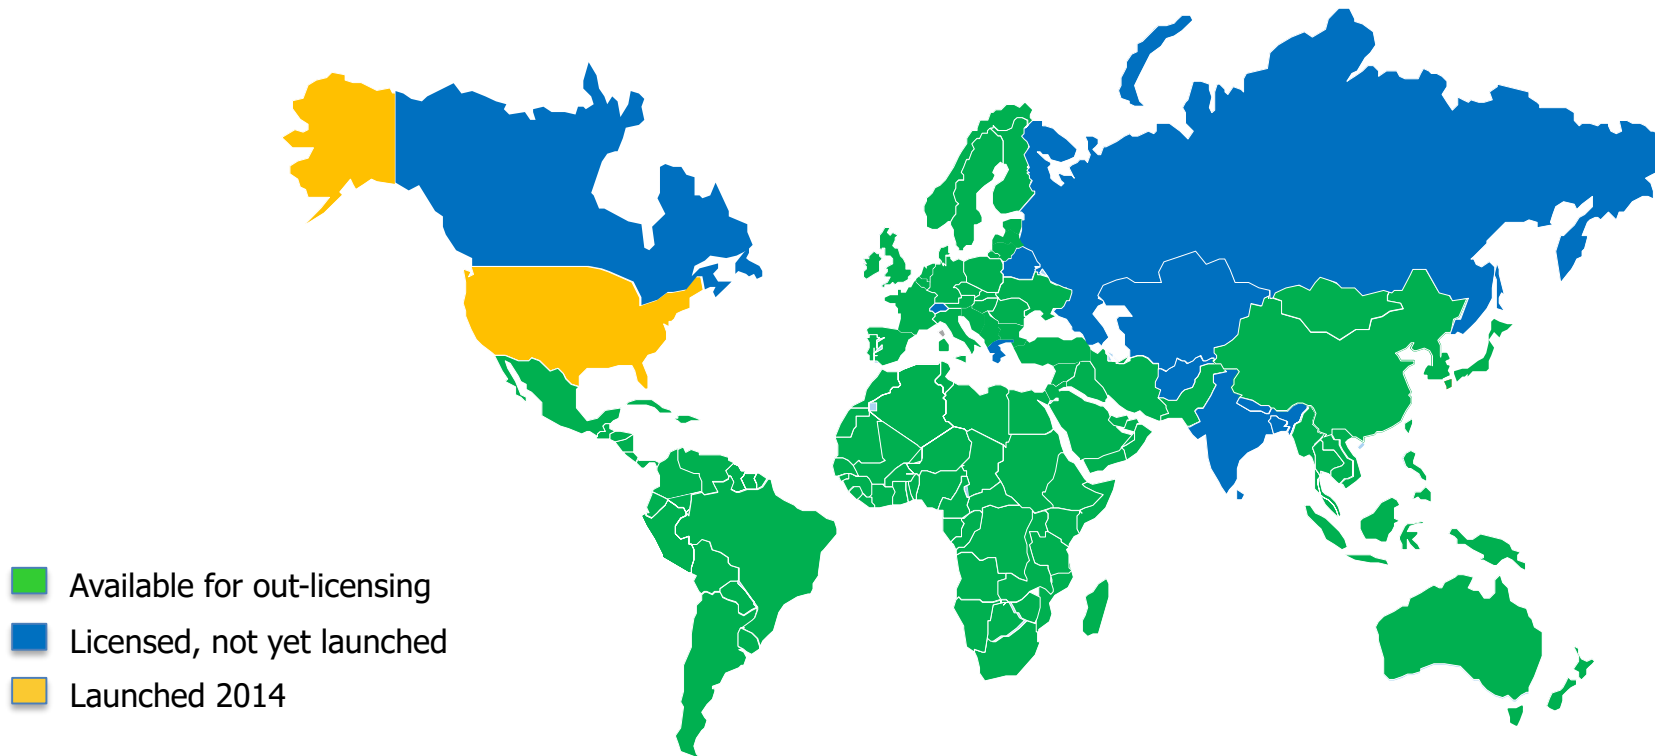 Available for out-licensing
Licensed, not yet launched
Launched 2014